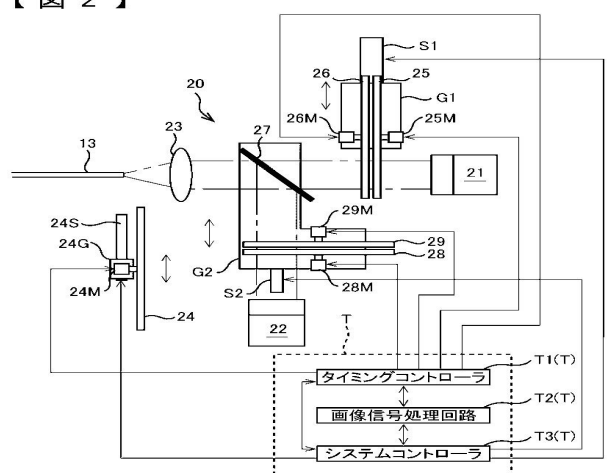 【図2】
S1
26
25
G1
20
26M
25M
23
27
13
21
24S
29M
24G
29
28
G2
24M
S2
28M
24
22
T
T1(T)
タイミングコントローラ
T2(T)
画像信号処理回路
T3(T)
システムコントローラ